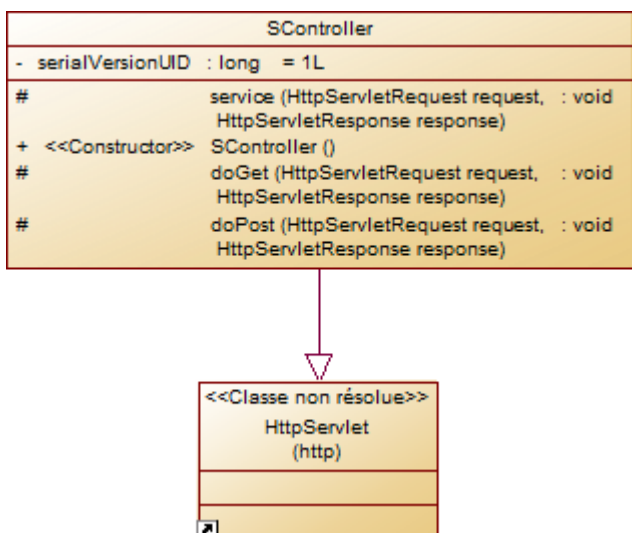 SController
- serialVersionUID : long = 1L
# service (HttpServletRequest request, : void
HttpServletResponse response)
+ <<Constructor>> SController ()
# doGet (HttpServletRequest request, : void
HttpServletResponse response)
# doPost (HttpServletRequest request, : void
HttpServletResponse response)
<<Classe non résolue>>
HttpServlet
(http)